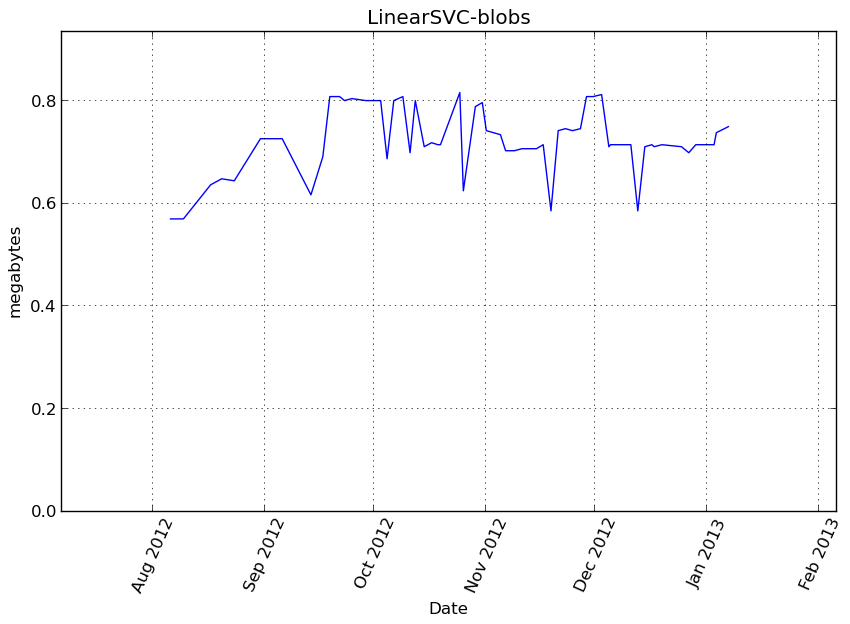 LinearSVC-blobs
megabytes
0.8
0.6
0.4
0.2
0.0
Aug 2012
Sep 2012
Oct 2012
Nov 2012
Dec 2012
Jan 2013
Feb 2013
Date